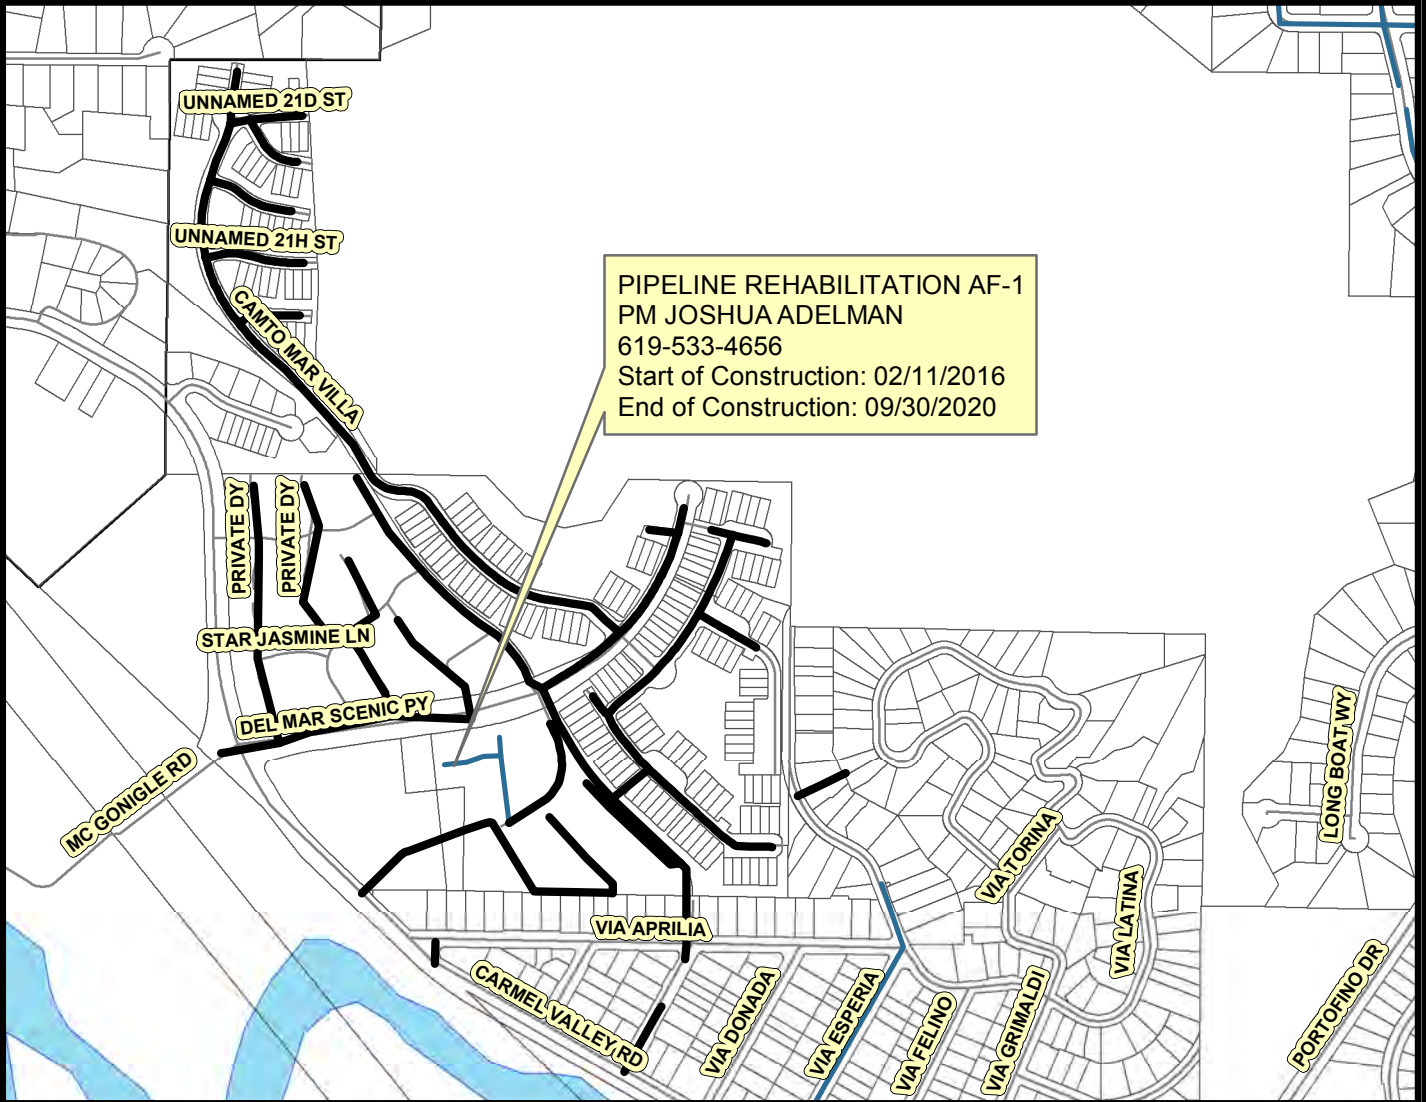 UNNAMED 21D ST
UNNAMED 21H ST
CAMTO MAR VILLA
PIPELINE REHABILITATION AF-1
PM JOSHUA ADELMAN
619-533-4656
Start of Construction: 02/11/2016
End of Construction: 09/30/2020
PRIVATE DY
PRIVATE DY
STAR JASMINE LN
DEL MAR SCENIC PY
MC GONIGLE RD
LONG BOAT WY
VIA TORINA
VIA LATINA
VIA APRILIA
CARMEL VALLEY RD
VIA DONADA
VIA ESPERIA
VIA FELINO
VIA GRIMALDI
PORTOFINO DR